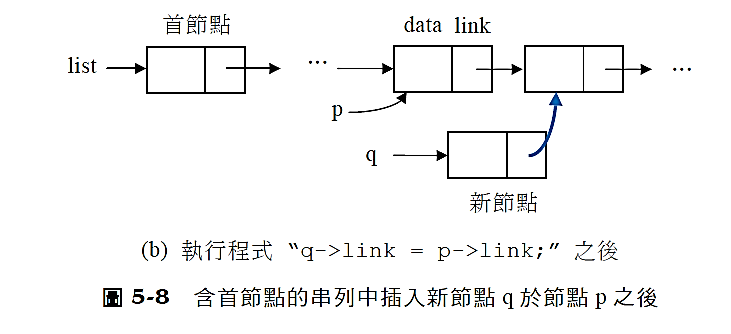 首節點
data link
list
...
...
p
q
新節點
(b) 執行程式 “q->link = p->link;” 之後
圖 5-8 含首節點的串列中插入新節點 q 於節點 p 之後